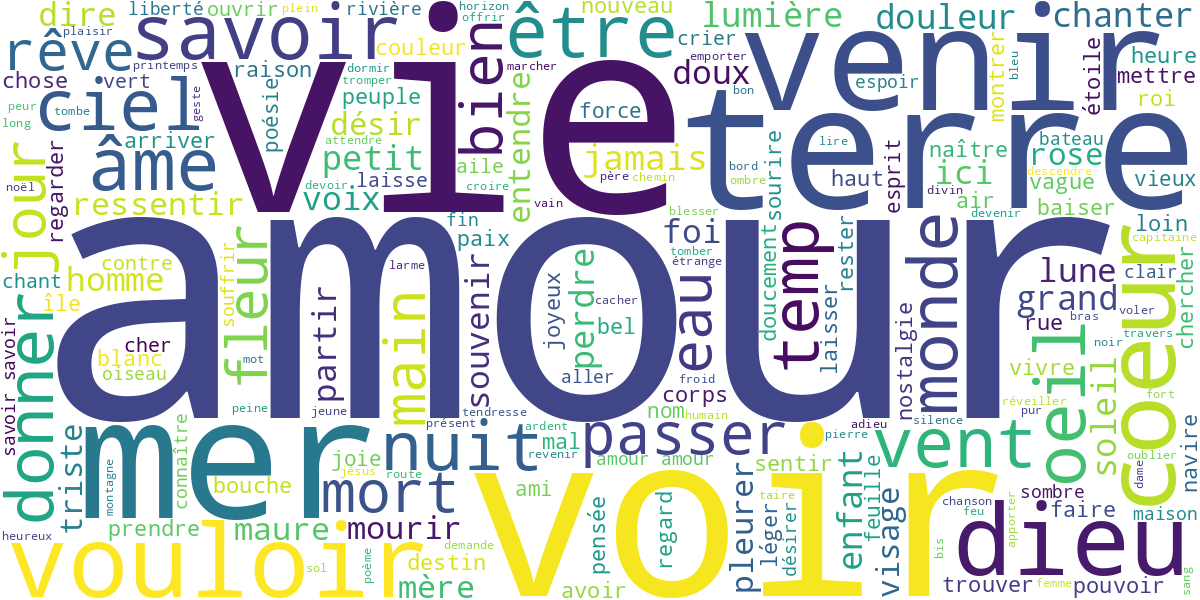 dire
liberté
ouvrir
plein
rivière
horizon
offrir
nouveau
lumière
douleur
chanter
plaisir
rêve
savoir
couleur
être
crier
venir
heure
printemps
raison
dormir
marcher
emporter
montrer
bleu
étoile
mettre
chose
vert
tromper
vie
bien
doux
espoir
bon
roi
ciel
geste
poésie
peuple
force
terre
peur
tombe
long
désir
entendre
arriver
attendre
jamais
lire
bateau
naître
rose
âme
petit
aile
bord
sourire
esprit
ici
descendre
regarder
devoir
laisse
croire
père
chemin
ombre
haut
divin
vague
vieux
noël
jour
ressentir
voix
vain
air
baiser
devenir
fin
blesser
foi
loin
amour
paix
tomber
capitaine
contre
souffrir
fleur
larme
étrange
doucement
temp
rester
monde
lune
clair
chercher
chant
homme
île
partir
main
souvenir
joyeux
cacher
perdre
eau
laisser
nostalgie
grand
coeur
savoir savoir
cher
blanc
oiseau
mot
bel
aller
froid
rue
bras
voler
travers
noir
vivre
oeil
soleil
donner
peine
jeune
présent
tendresse
corps
nom
humain
adieu
silence
réveiller
pur
fort
oublier
navire
triste
mer
connaître
nuit
ardent
revenir
mal
passer
pierre
vent
dame
montagne
joie
jésus
route
amour amour
sentir
bouche
mort
ami
voir
pensée
regard
pleurer
taire
léger
désirer
enfant
feuille
visage
chanson
feu
sombre
faire
maison
prendre
maure
mourir
apporter
heureux
vouloir
demande
destin
sol
poème
mère
avoir
bis
dieu
trouver
femme
pouvoir
sang